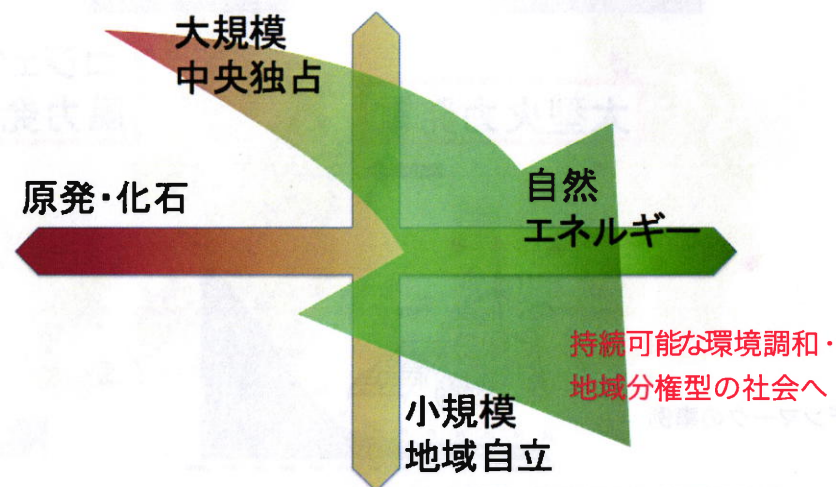 大規模
中央独占
原発・化石
自然
エネルギー
持続可能な環境調和・
地域分権型の社会へ
小規模
地域自立